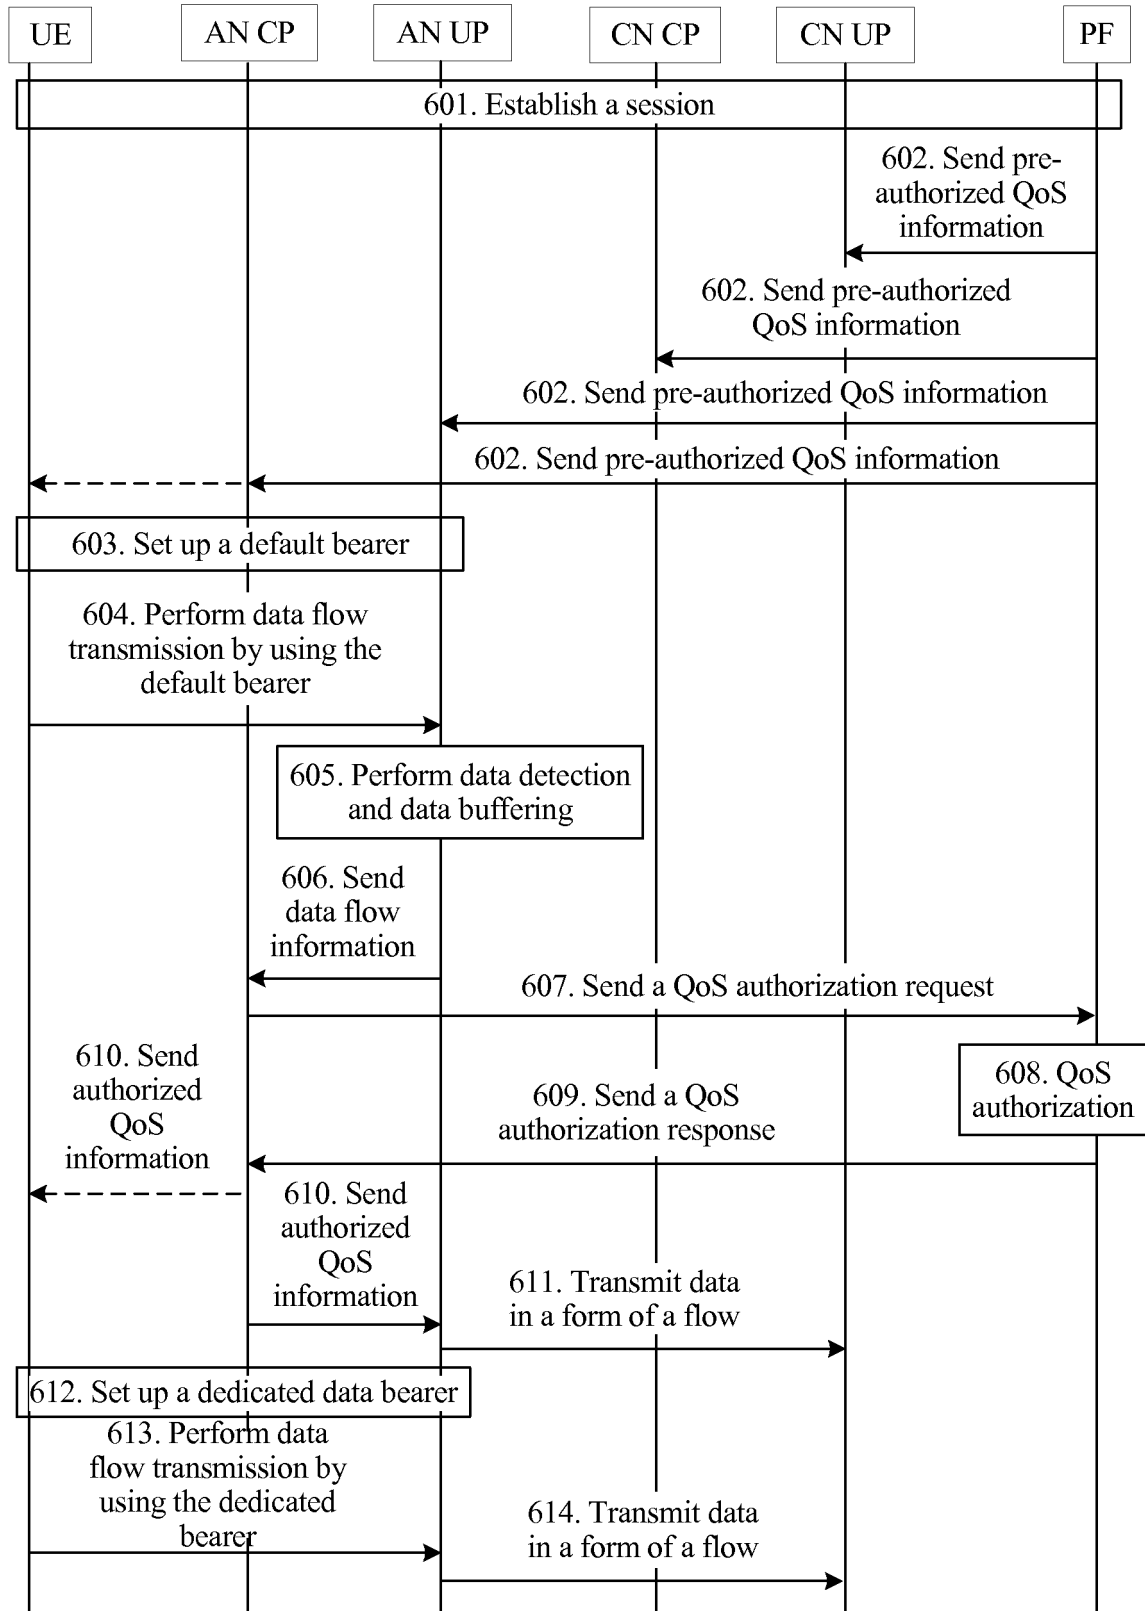 UE
AN CP
AN UP
CN CP
CN UP
PF
601. Establish a session
602. Send pre-
authorized QoS
information
602. Send pre-authorized
QoS information
602. Send pre-authorized QoS information
602. Send pre-authorized QoS information
603. Set up a default bearer
604. Perform data flow
transmission by using the
default bearer
605. Perform data detection
and data buffering
606. Send
data flow
information
607. Send a QoS authorization request
608. QoS
authorization
609. Send a QoS
authorization response
610. Send
authorized
QoS
information
610. Send
authorized
QoS
information
611. Transmit data
in a form of a flow
612. Set up a dedicated data bearer
613. Perform data
flow transmission by
using the dedicated
bearer
614. Transmit data
in a form of a flow